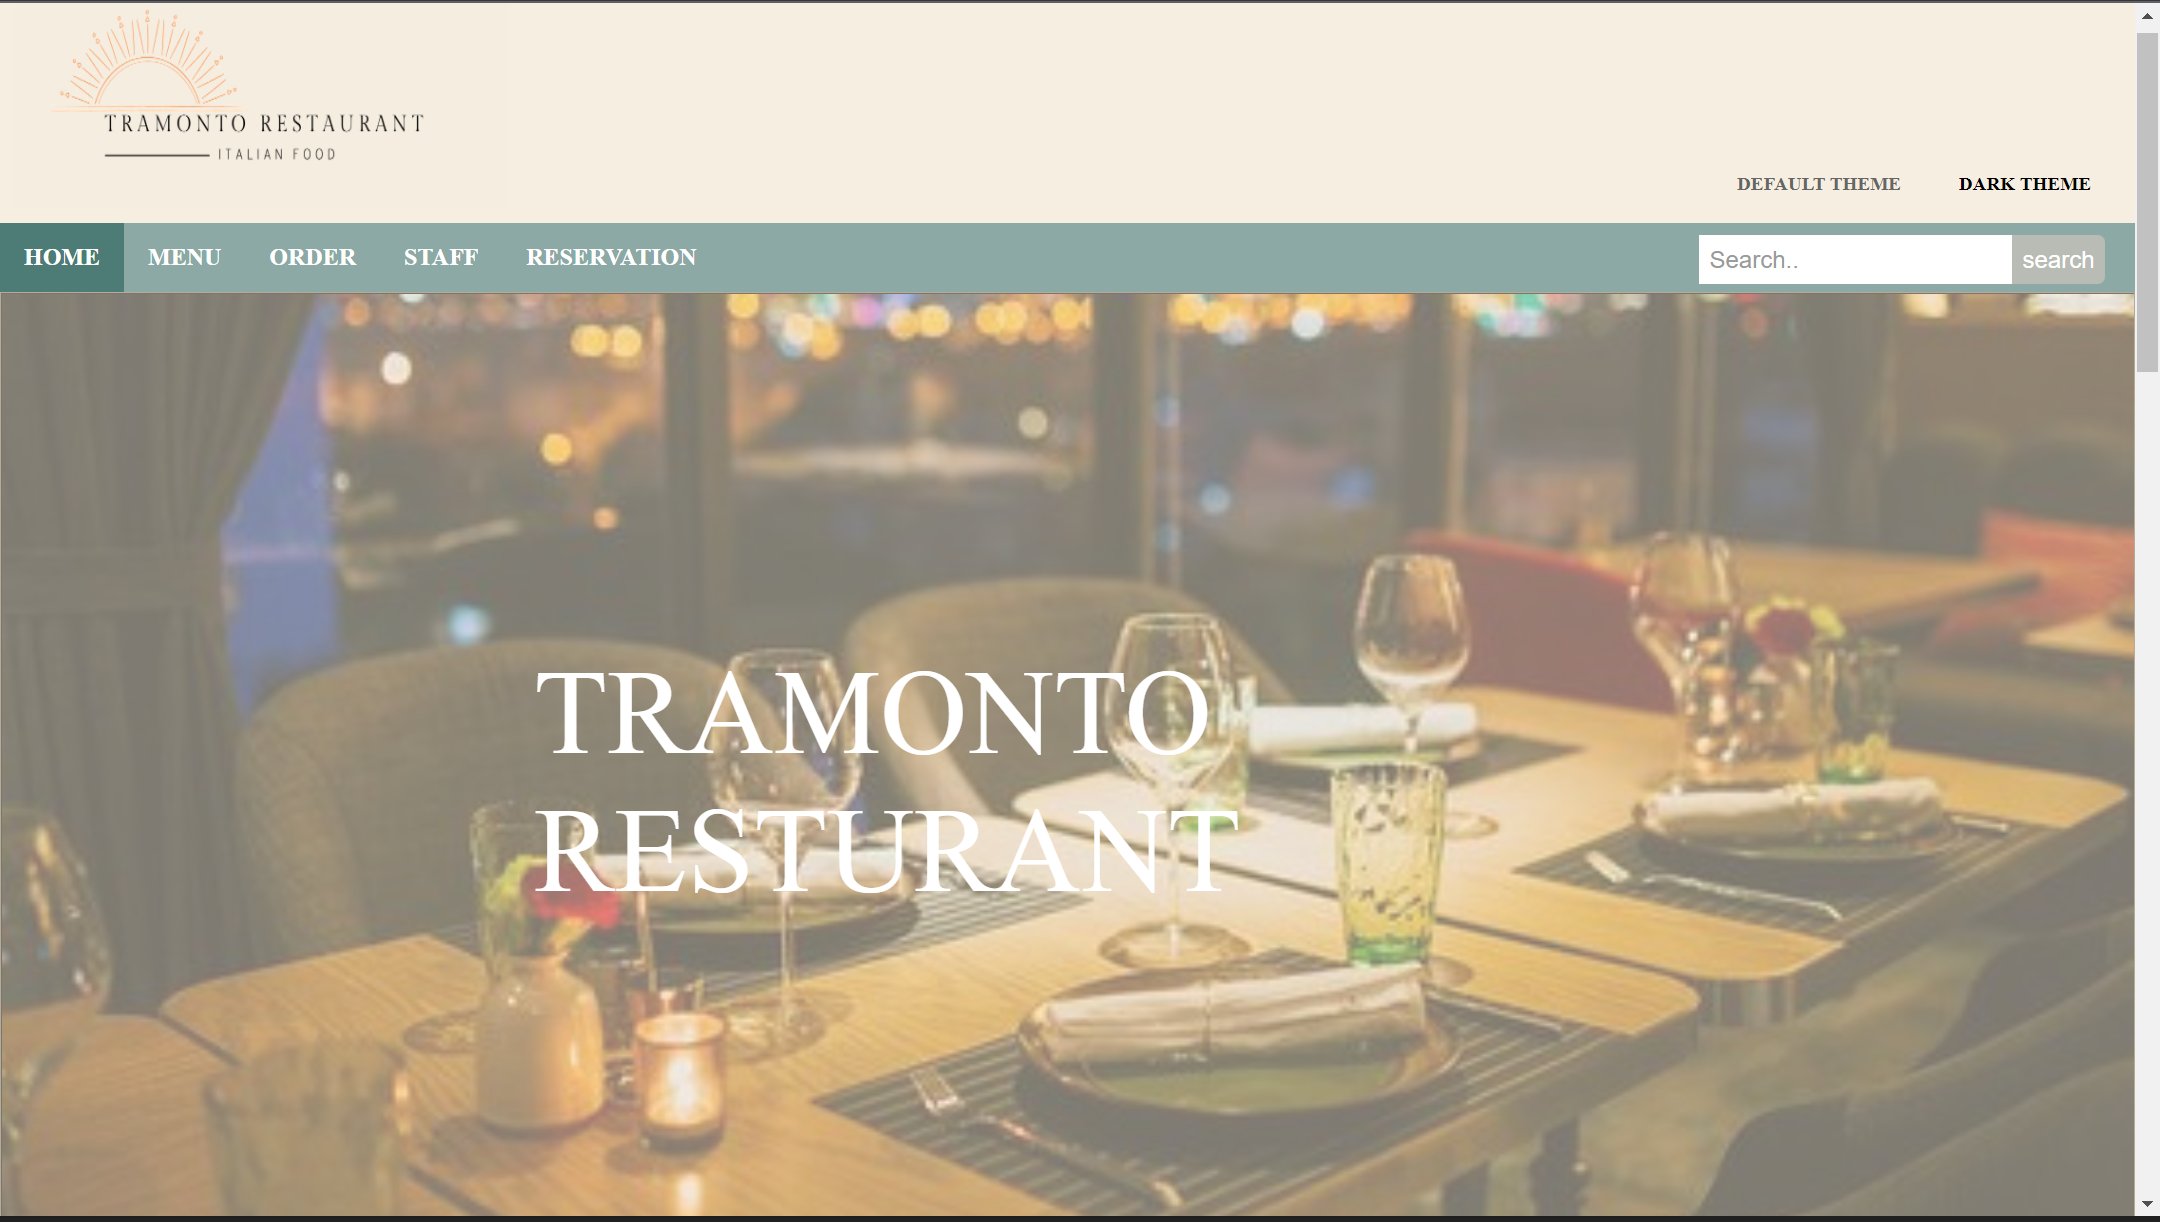 TRAMONTO RESTAURANT
ITALIAN FOOD
DEFAULT THEME DARK THEME
HOME MENU ORDER STAFF RESERVATION Search.. search
TRAMONTO
RESTURANT